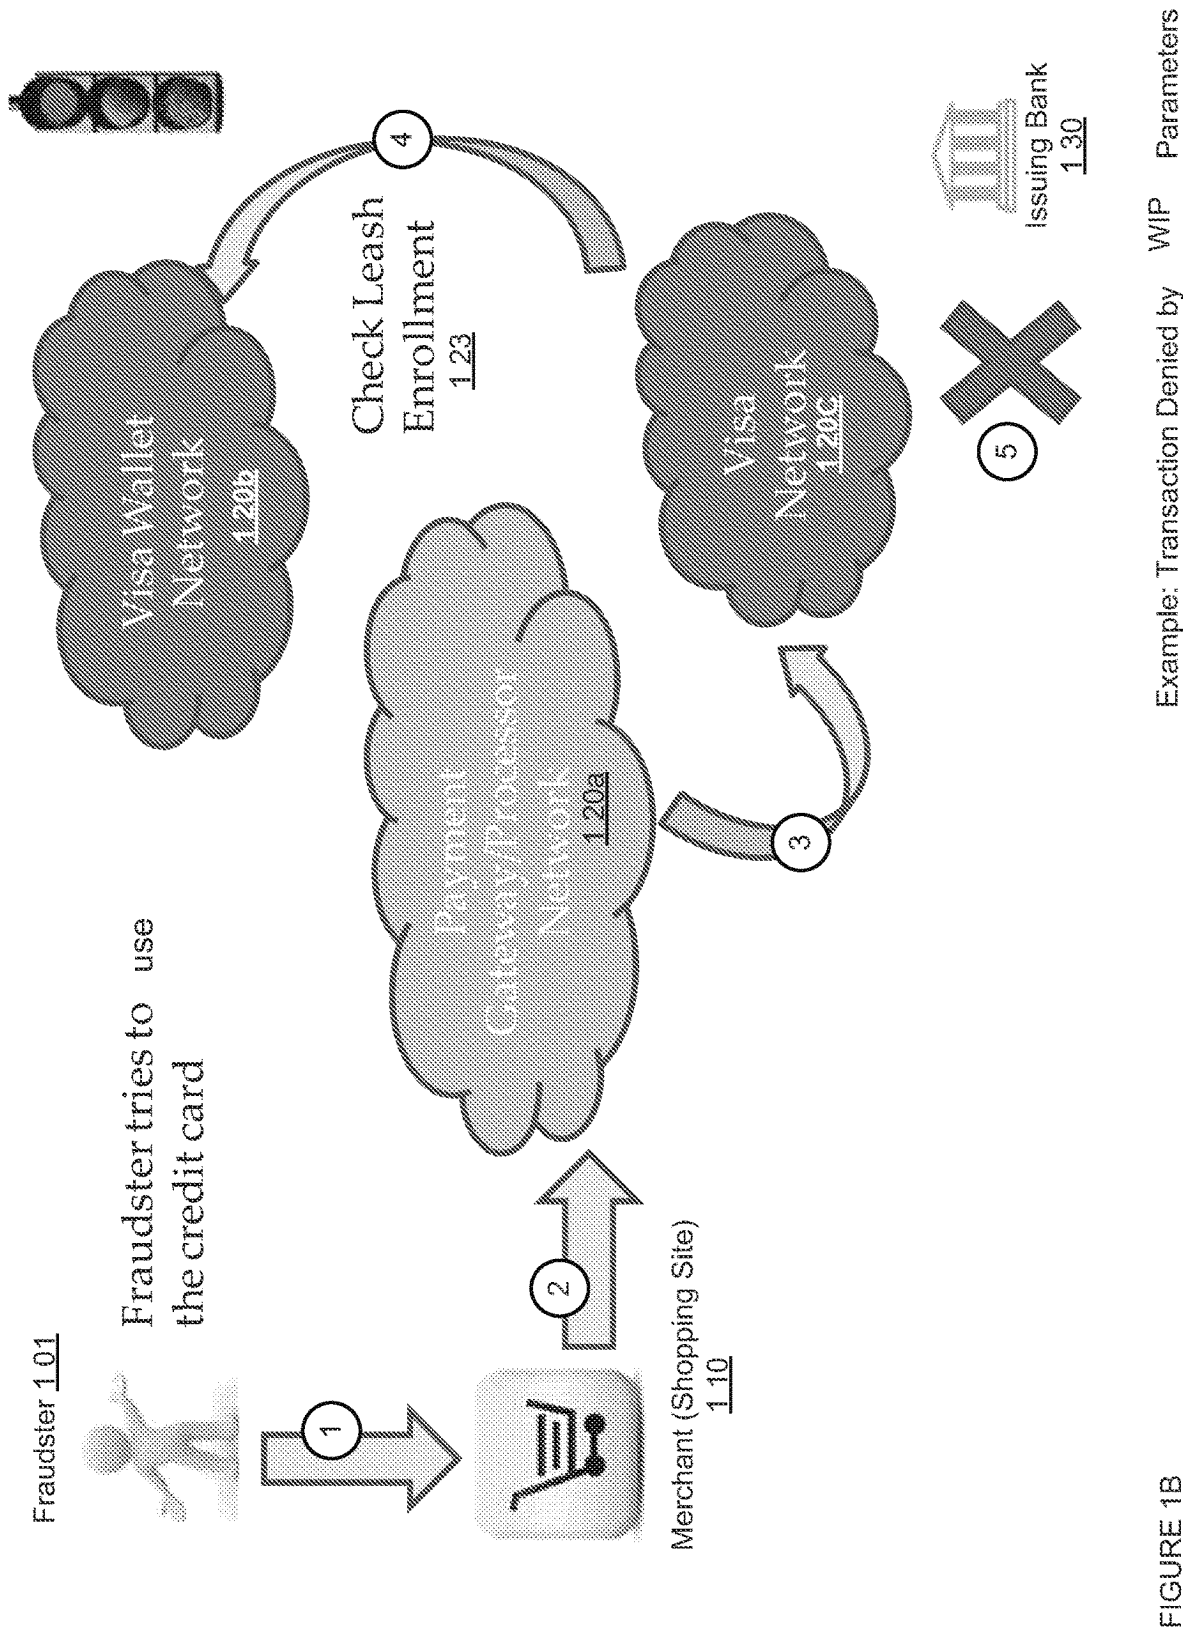 Fraudster 1 01
Fraudster tries to use
the credit card
1
Merchant (Shopping Site)
1 10
2
Payment
Gateway/Processor
Network
1 20a
3
Visa Wallet
Network
1 20b
Check Leash
Enrollment
1 23
4
Visa
Network
1 20C
5
Issuing Bank
1 30
FIGURE 1B
Example: Transaction Denied by WIP Parameters